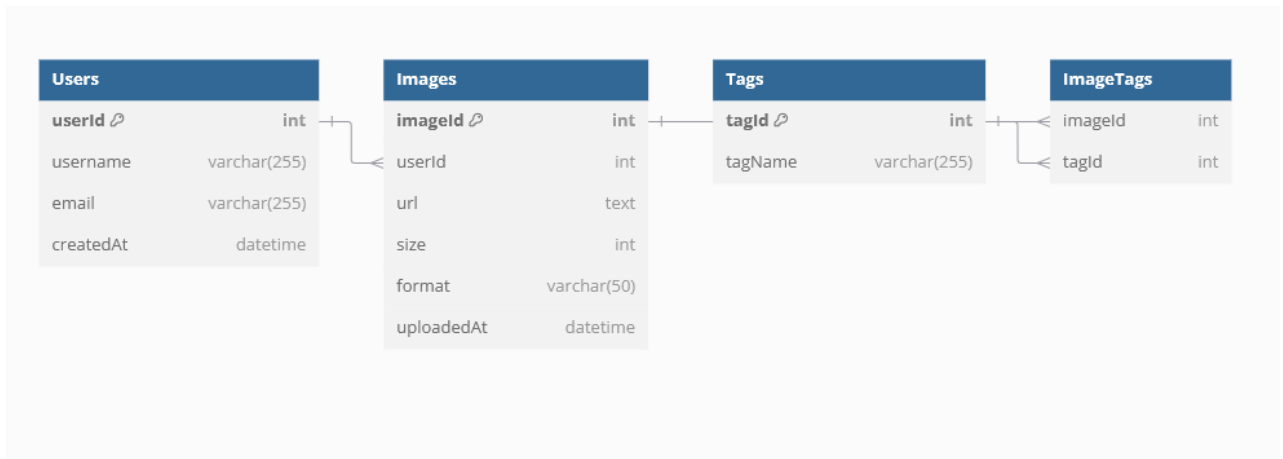 Users
userId int
username varchar(255)
email varchar(255)
createdAt datetime
Images
imageId int
userId int
url text
size int
format varchar(50)
uploadedAt datetime
Tags
tagId int
tagName varchar(255)
ImageTags
imageId int
tagId int